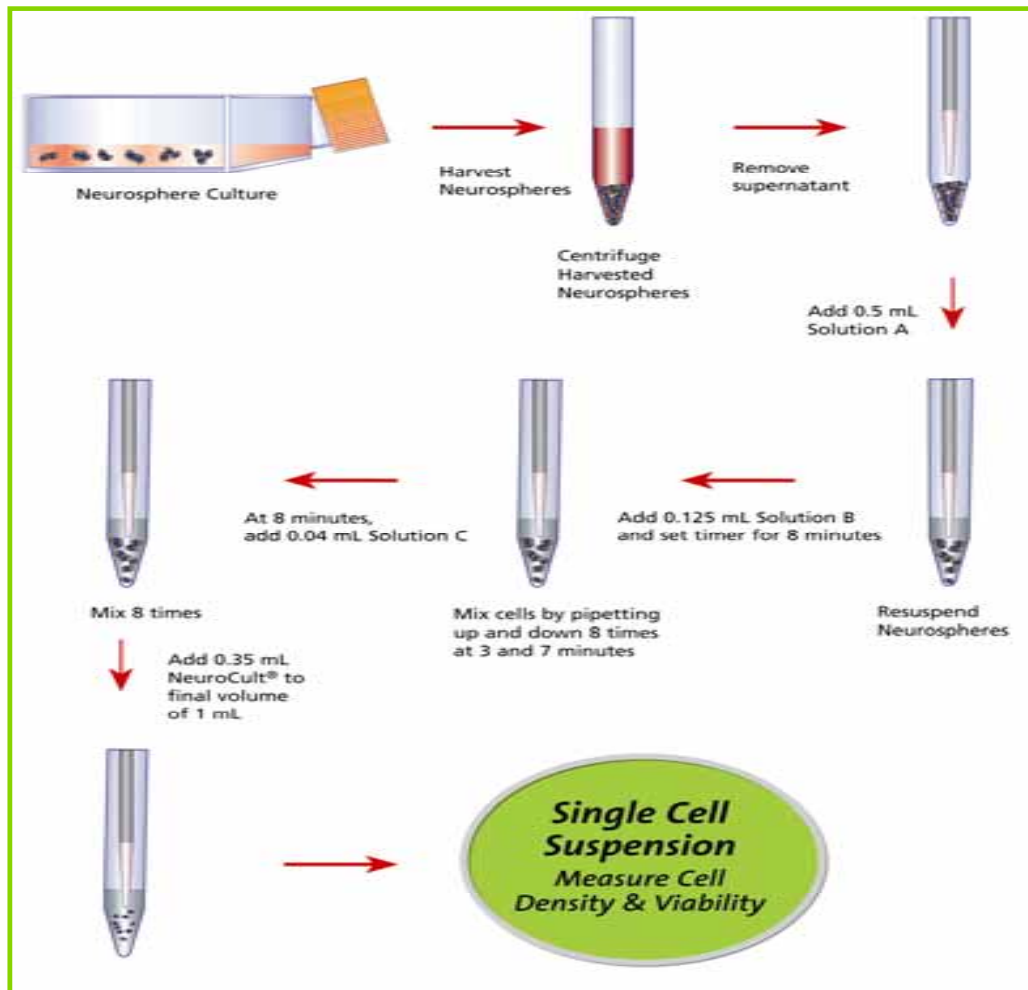 Neurosphere Culture
Harvest
Neurospheres
Centrifuge
Harvested
Neurospheres
Remove
supernatant
Add 0.5 mL
Solution A
Resuspend
Neurospheres
Add 0.125 mL Solution B
and set timer for 8 minutes
Mix cells by pipetting
up and down 8 times
at 3 and 7 minutes
At 8 minutes,
add 0.04 mL Solution C
Mix 8 times
Add 0.35 mL
NeuroCult® to
final volume
of 1 mL
Single Cell
Suspension
Measure Cell
Density & Viability